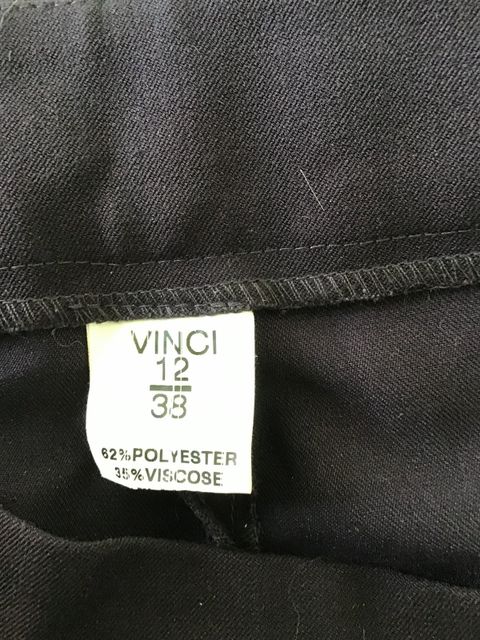 VINCI
12
38
62%POLYESTER
35%VISCOSE